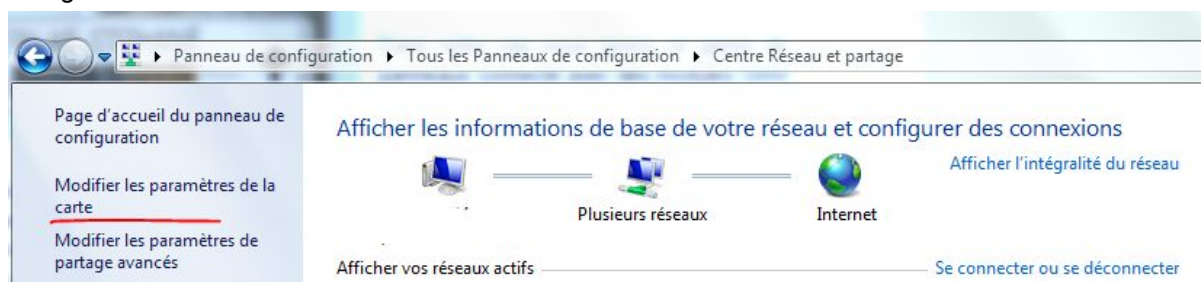 Panneau de configuration ▸ Tous les Panneaux de configuration ▸ Centre Réseau et partage
Page d'accueil du panneau de
configuration
Modifier les paramètres de la
carte
Modifier les paramètres de
partage avancés
Afficher les informations de base de votre réseau et configurer des connexions
Afficher l'intégralité du réseau
Plusieurs réseaux
Internet
Afficher vos réseaux actifs
Se connecter ou se déconnecter